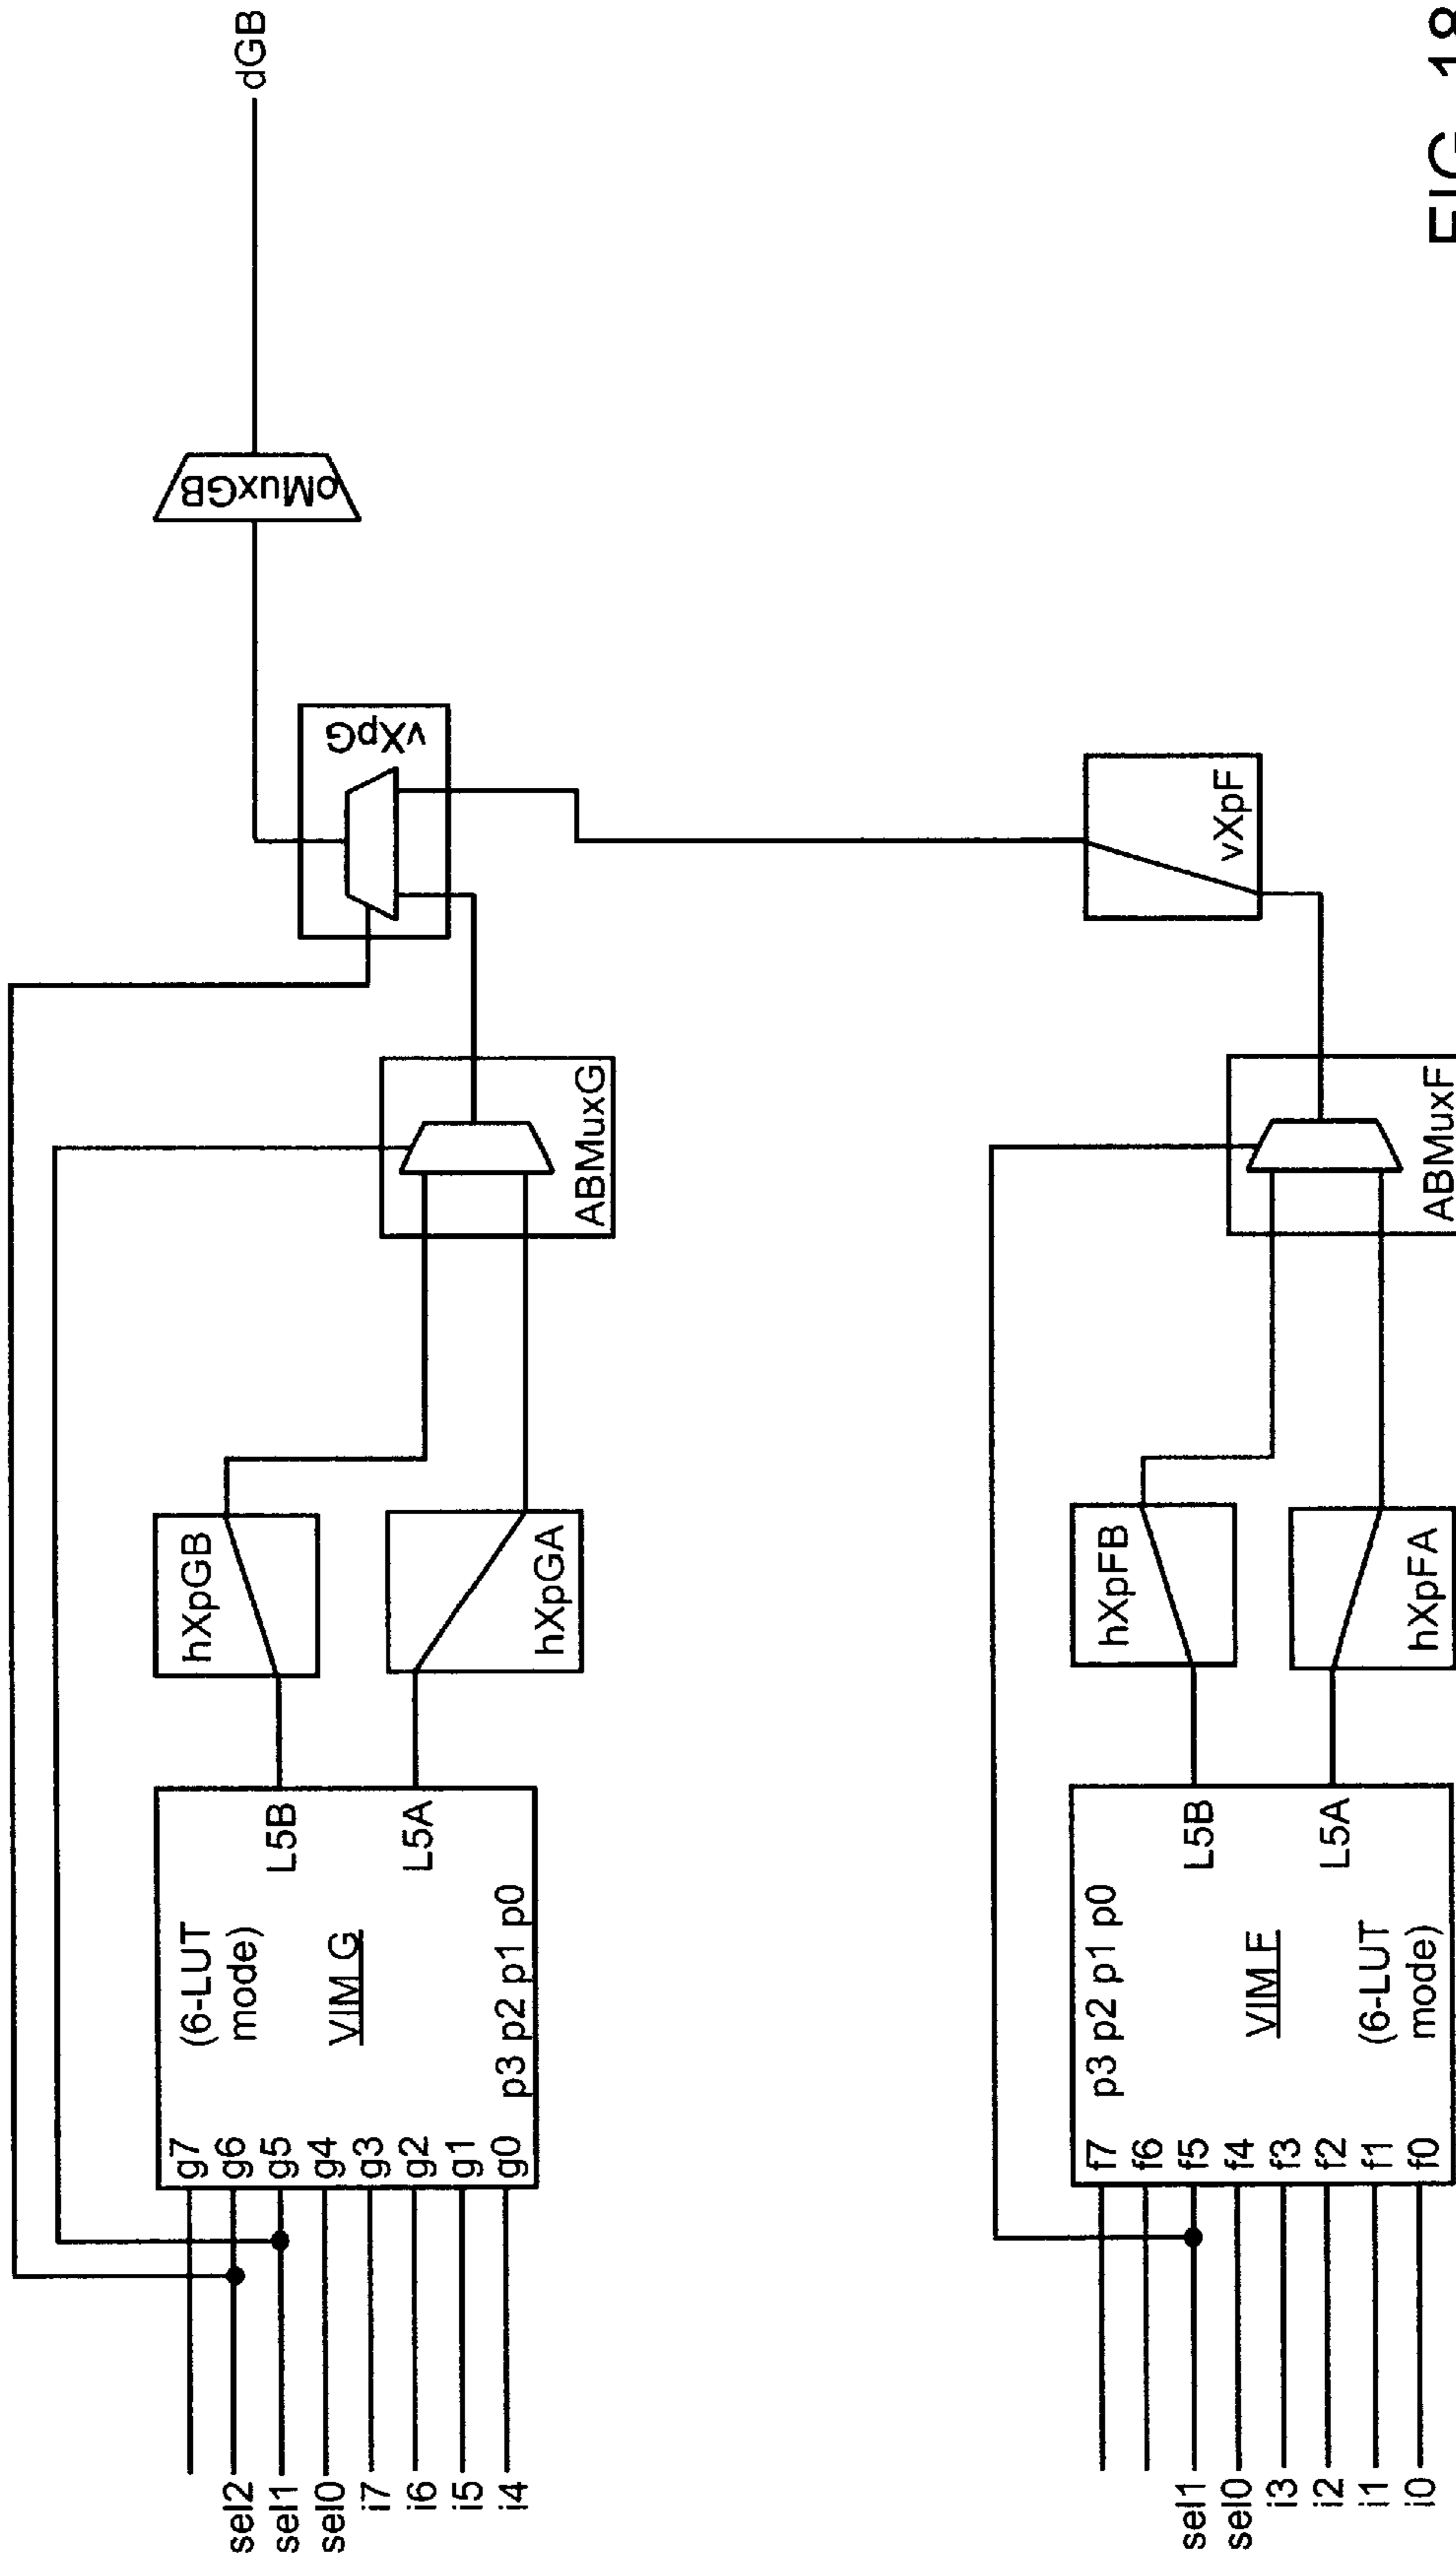 dGB
oMuxGB
vXpG
vXpF
ABMuxG
ABMuxF
hXpGB
hXpGA
hXpFB
hXpFA
g7
g6
g5
g4
g3
g2
g1
g0
(6-LUT
mode)
VIM G
p3 p2 p1 p0
L5B
L5A
sel2
sel1
sel0
i7
i6
i5
i4
f7
f6
f5
f4
f3
f2
f1
f0
p3 p2 p1 p0
VIM F
(6-LUT
mode)
L5B
L5A
sel1
sel0
i3
i2
i1
i0
FIG. 18